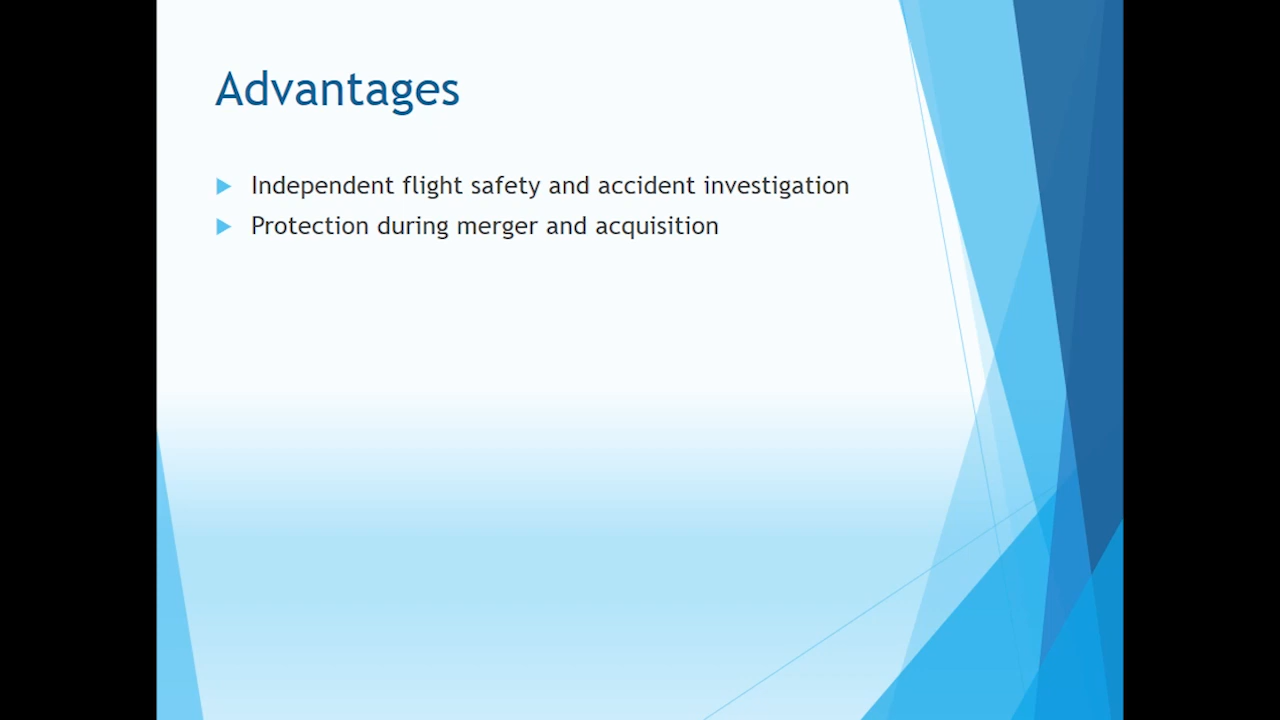 Advantages
Independent flight safety and accident investigation
Protection during merger and acquisition